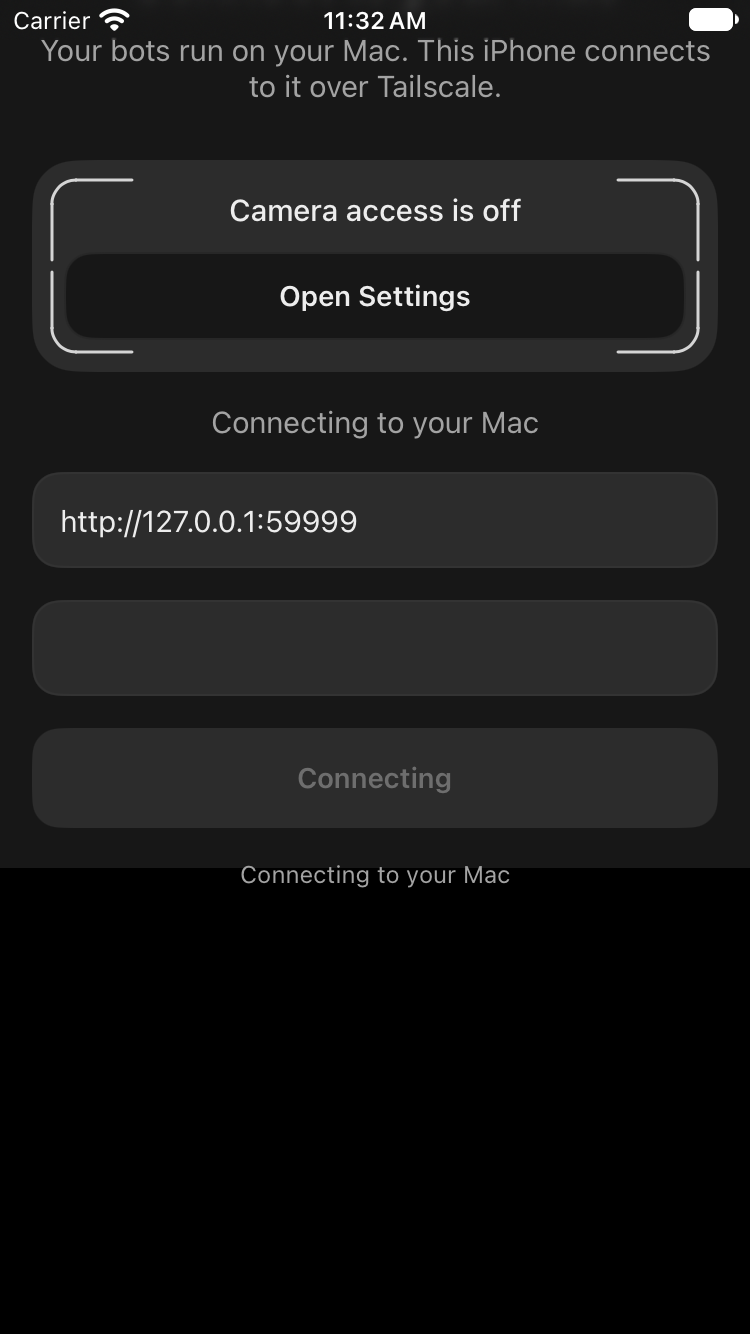 Carrier 11:32 AM
Your bots run on your Mac. This iPhone connects
to it over Tailscale.
Camera access is off
Open Settings
Connecting to your Mac
http://127.0.0.1:59999
Connecting
Connecting to your Mac